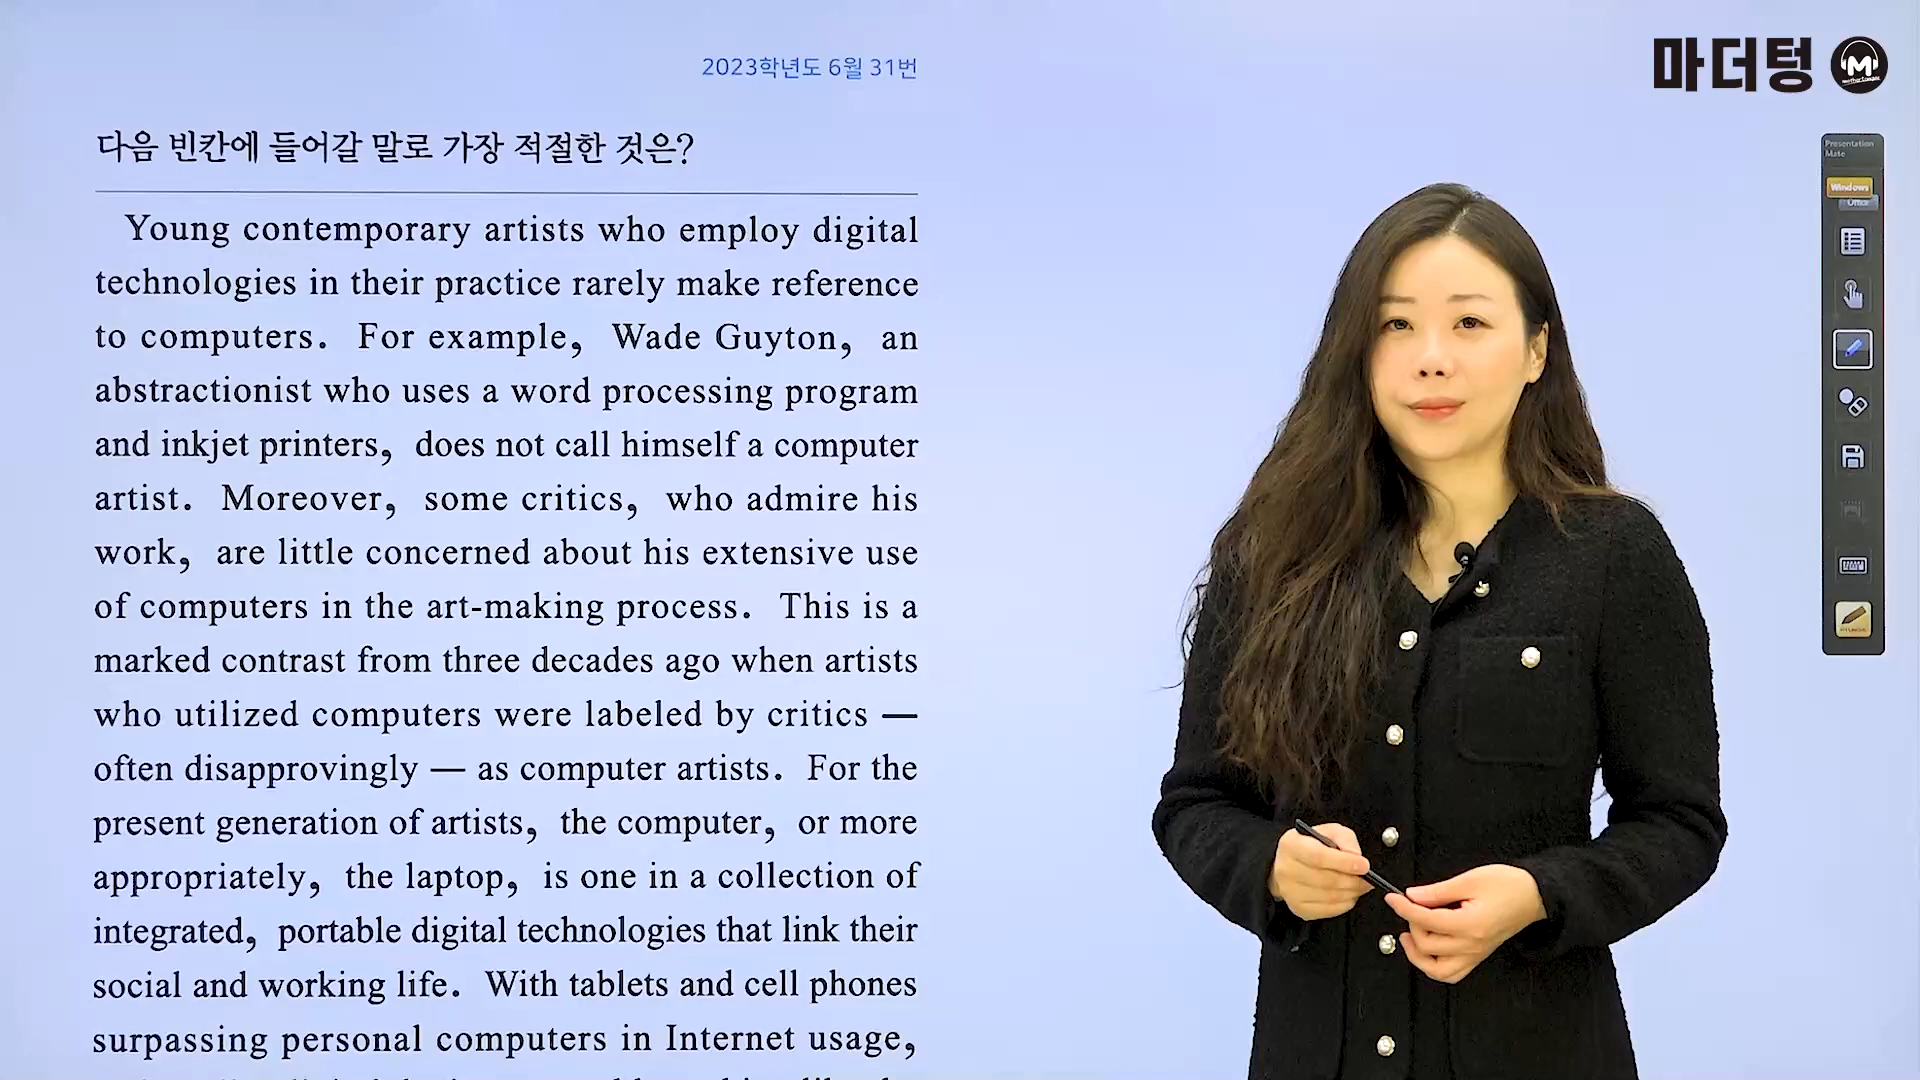 마더텅
M
2023학년도 6월 31번
다음 빈칸에 들어갈 말로 가장 적절한 것은?
Presentation
Mate
Windows
Office
Young contemporary artists who employ digital
technologies in their practice rarely make reference
to computers. For example, Wade Guyton, an
abstractionist who uses a word processing program
and inkjet printers, does not call himself a computer
artist. Moreover, some critics, who admire his
work, are little concerned about his extensive use
of computers in the art-making process. This is a
marked contrast from three decades ago when artists
who utilized computers were labeled by critics —
often disapprovingly — as computer artists. For the
present generation of artists, the computer, or more
appropriately, the laptop, is one in a collection of
integrated, portable digital technologies that link their
social and working life. With tablets and cell phones
surpassing personal computers in Internet usage,